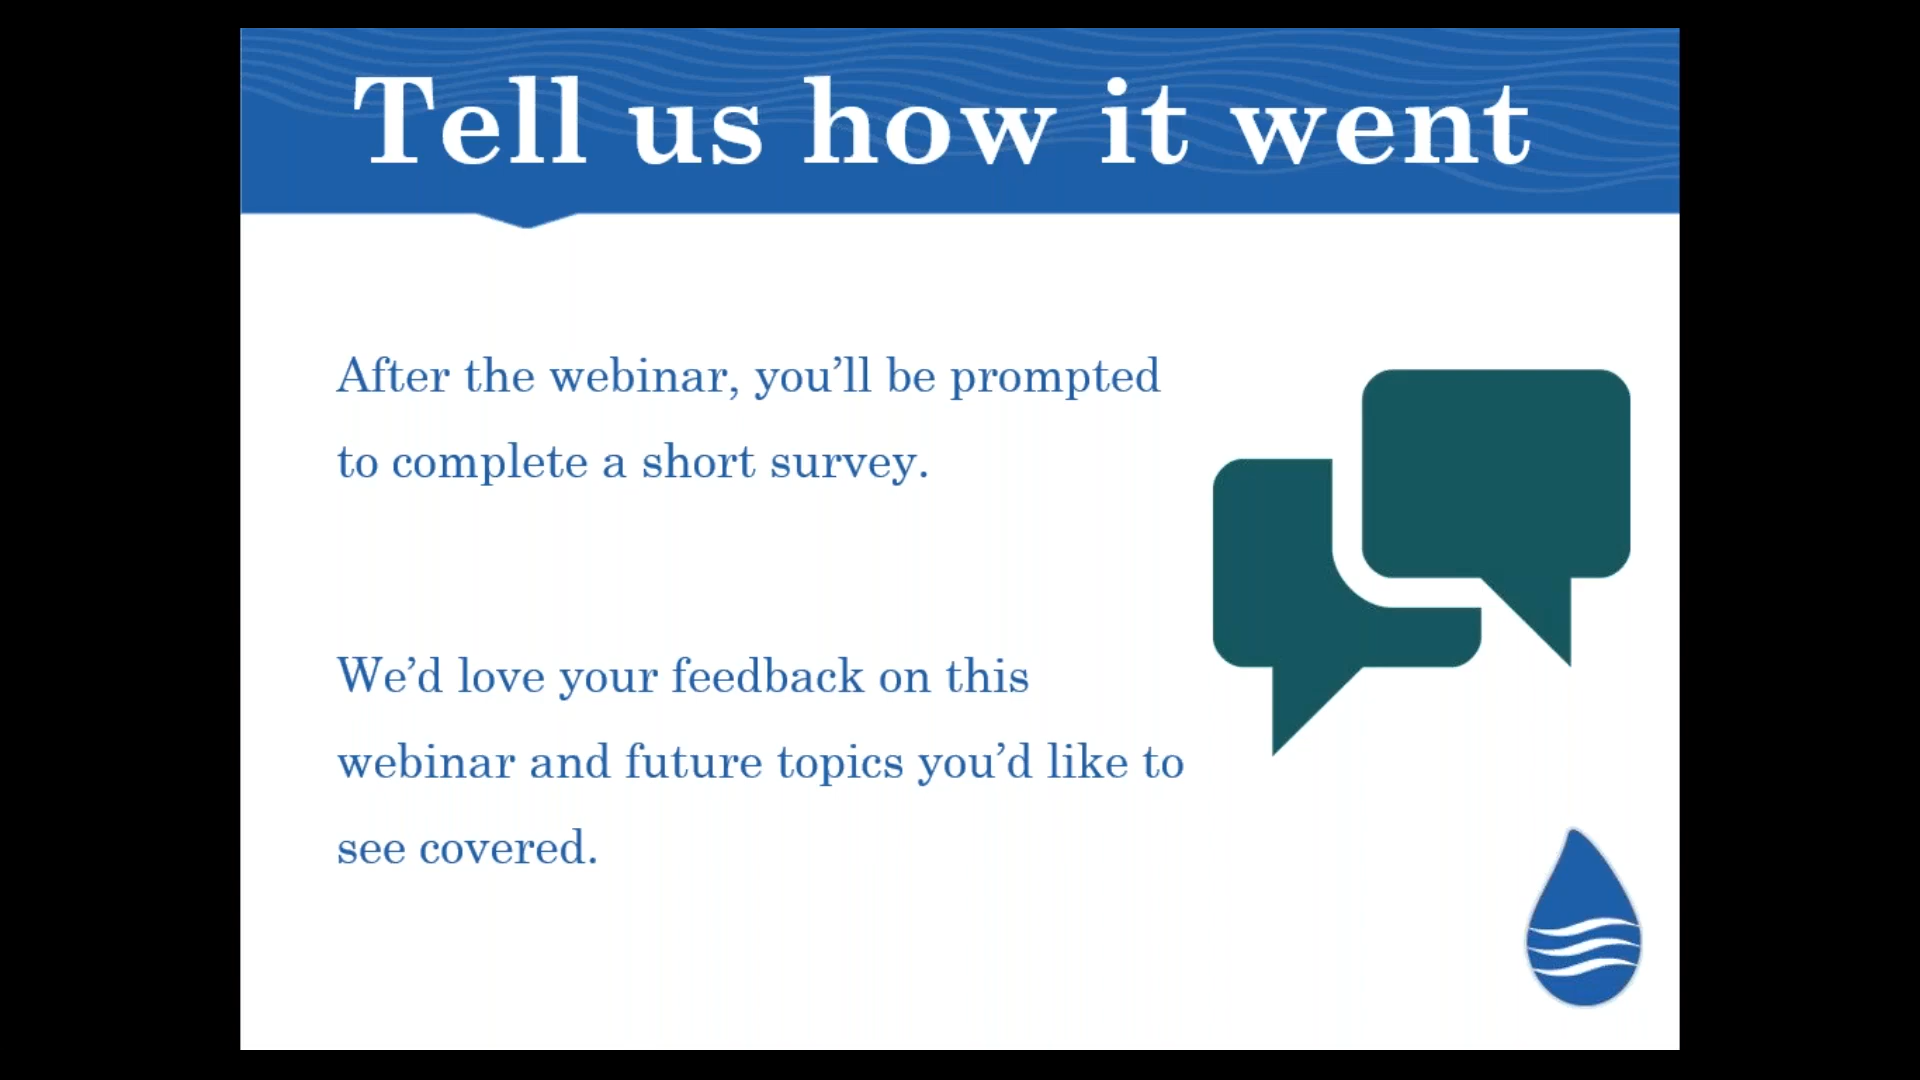 Tell us how it went
After the webinar, you’ll be prompted
to complete a short survey.
We’d love your feedback on this
webinar and future topics you’d like to
see covered.